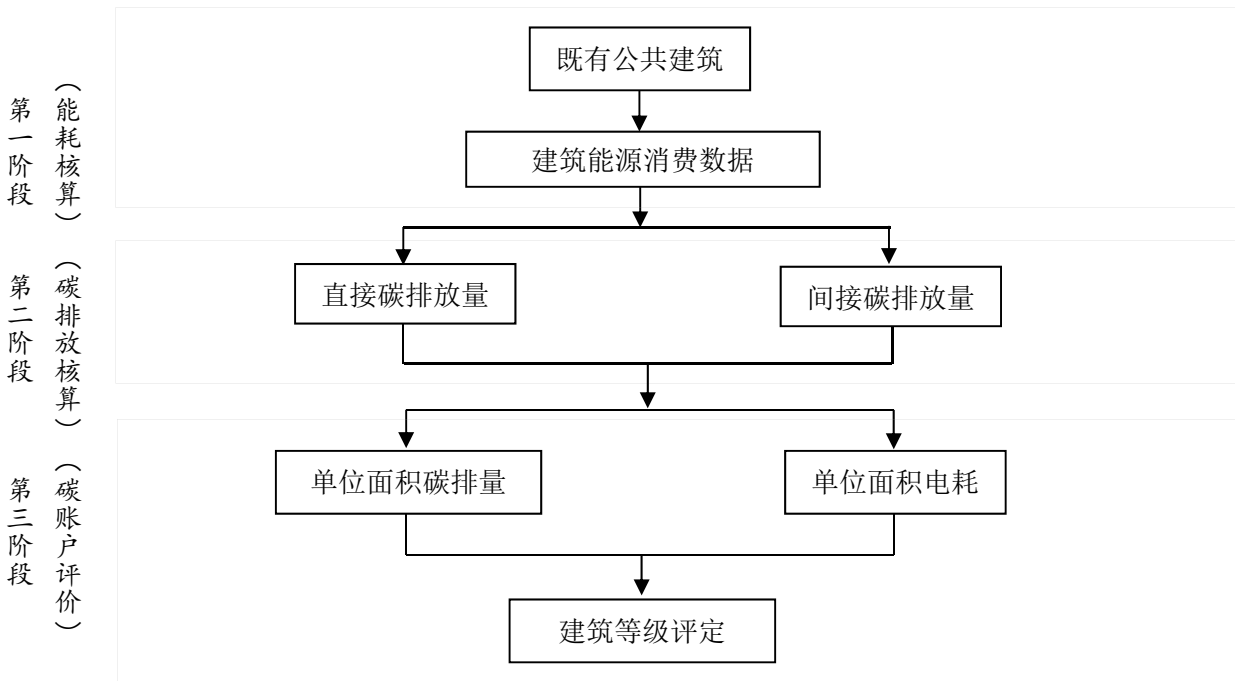 第一阶段
（能耗核算）
既有公共建筑
建筑能源消费数据
第二阶段
（碳排放核算）
直接碳排放量
间接碳排放量
第三阶段
（碳账户评价）
单位面积碳排量
单位面积电耗
建筑等级评定